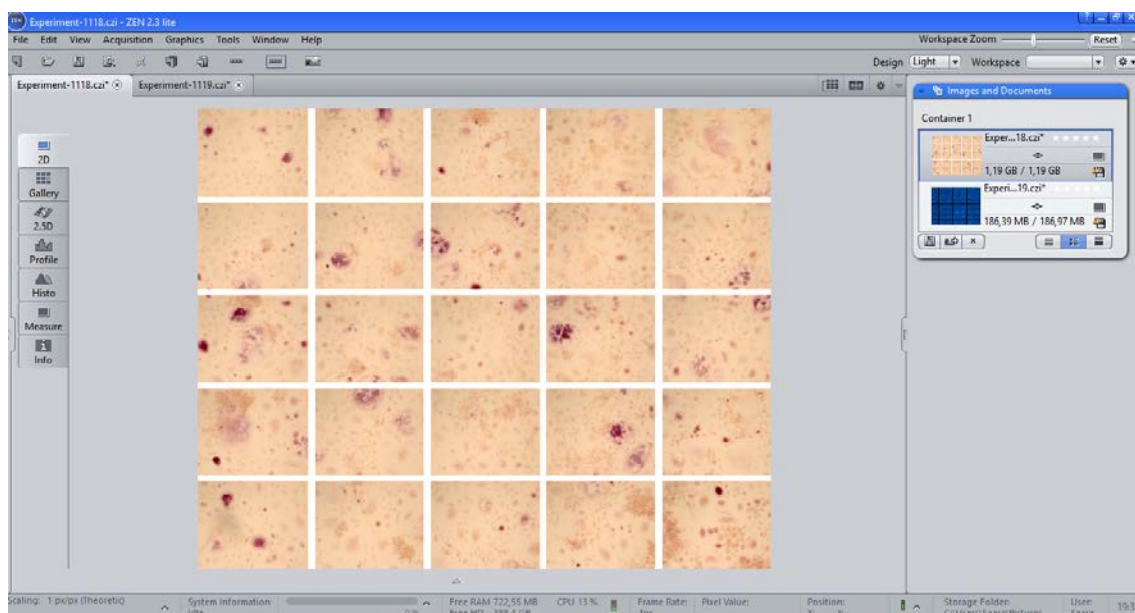 ZEN Experiment-1118.czi - ZEN 2.3 lite
File Edit View Acquisition Graphics Tools Window Help
Workspace Zoom
Reset
Design Light Workspace
Experiment-1118.czi* Experiment-1119.czi*
Images and Documents
Container 1
Exper...18.czi*
1,19 GB / 1,19 GB
Experi...19.czi*
186,39 MB / 186,97 MB
2D
Gallery
2.5D
Profile
Histo
Measure
Info
Scaling: 1 px/px (Theoretic) System Information: Free RAM 722,55 MB CPU 13 % Frame Rate: Pixel Value: Position: Storage Folder: User: